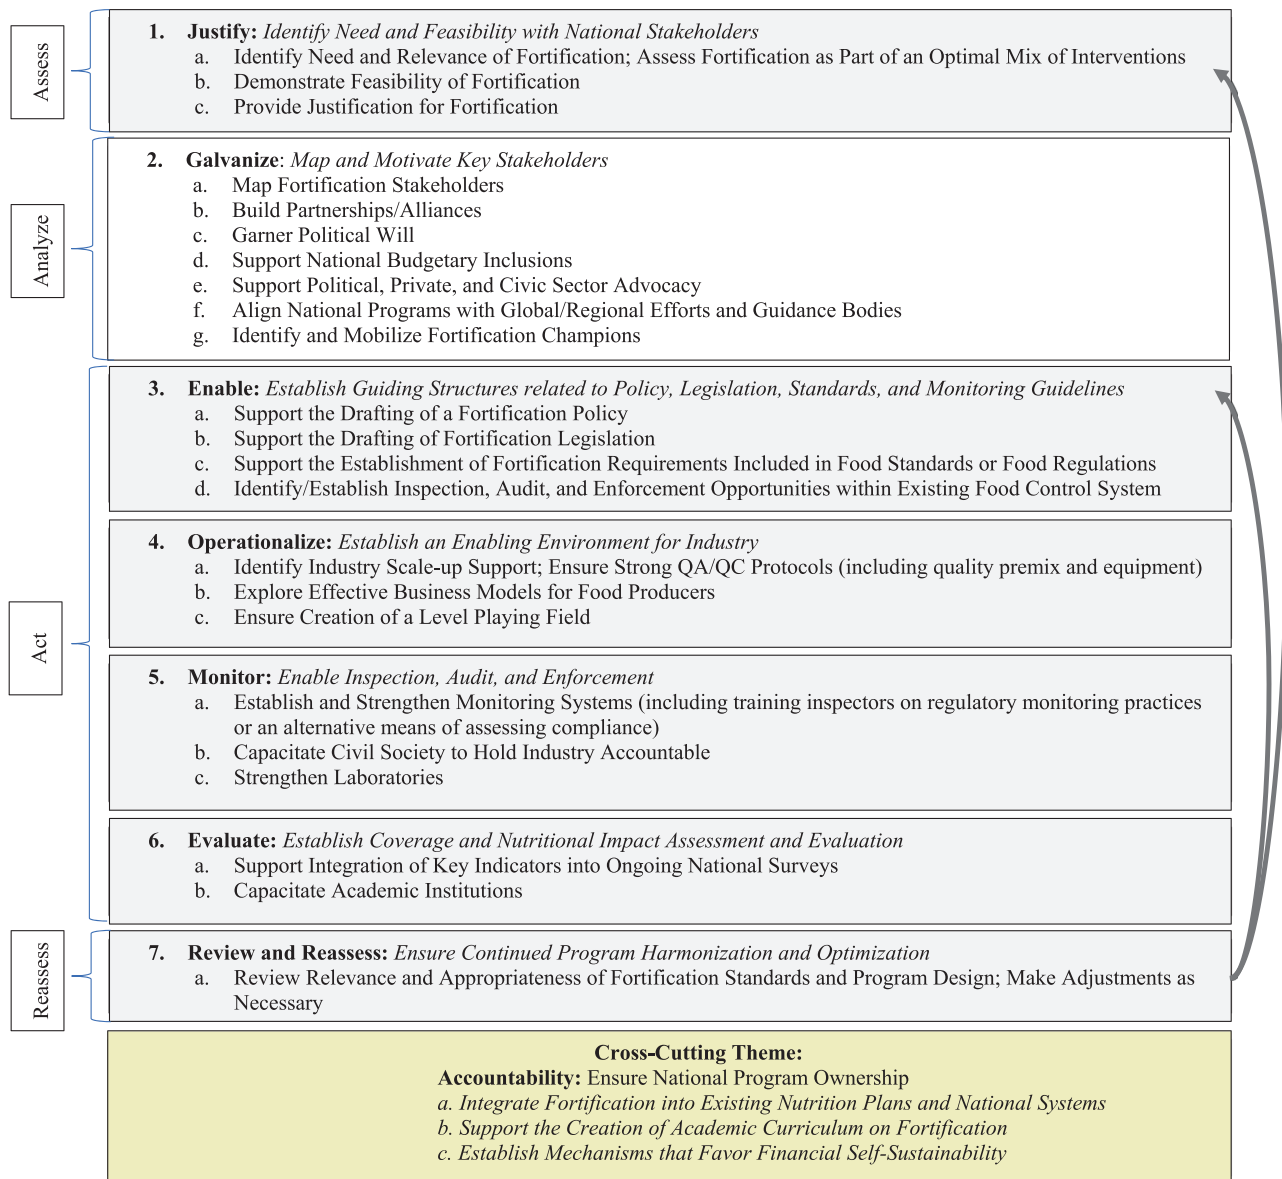 Assess
1. Justify: Identify Need and Feasibility with National Stakeholders
a. Identify Need and Relevance of Fortification; Assess Fortification as Part of an Optimal Mix of Interventions
b. Demonstrate Feasibility of Fortification
c. Provide Justification for Fortification
Analyze
2. Galvanize: Map and Motivate Key Stakeholders
a. Map Fortification Stakeholders
b. Build Partnerships/Alliances
c. Garner Political Will
d. Support National Budgetary Inclusions
e. Support Political, Private, and Civic Sector Advocacy
f. Align National Programs with Global/Regional Efforts and Guidance Bodies
g. Identify and Mobilize Fortification Champions
Act
3. Enable: Establish Guiding Structures related to Policy, Legislation, Standards, and Monitoring Guidelines
a. Support the Drafting of a Fortification Policy
b. Support the Drafting of Fortification Legislation
c. Support the Establishment of Fortification Requirements Included in Food Standards or Food Regulations
d. Identify/Establish Inspection, Audit, and Enforcement Opportunities within Existing Food Control System
4. Operationalize: Establish an Enabling Environment for Industry
a. Identify Industry Scale-up Support; Ensure Strong QA/QC Protocols (including quality premix and equipment)
b. Explore Effective Business Models for Food Producers
c. Ensure Creation of a Level Playing Field
5. Monitor: Enable Inspection, Audit, and Enforcement
a. Establish and Strengthen Monitoring Systems (including training inspectors on regulatory monitoring practices
or an alternative means of assessing compliance)
b. Capacitate Civil Society to Hold Industry Accountable
c. Strengthen Laboratories
6. Evaluate: Establish Coverage and Nutritional Impact Assessment and Evaluation
a. Support Integration of Key Indicators into Ongoing National Surveys
b. Capacitate Academic Institutions
Reassess
7. Review and Reassess: Ensure Continued Program Harmonization and Optimization
a. Review Relevance and Appropriateness of Fortification Standards and Program Design; Make Adjustments as
Necessary
Cross-Cutting Theme:
Accountability: Ensure National Program Ownership
a. Integrate Fortification into Existing Nutrition Plans and National Systems
b. Support the Creation of Academic Curriculum on Fortification
c. Establish Mechanisms that Favor Financial Self-Sustainability